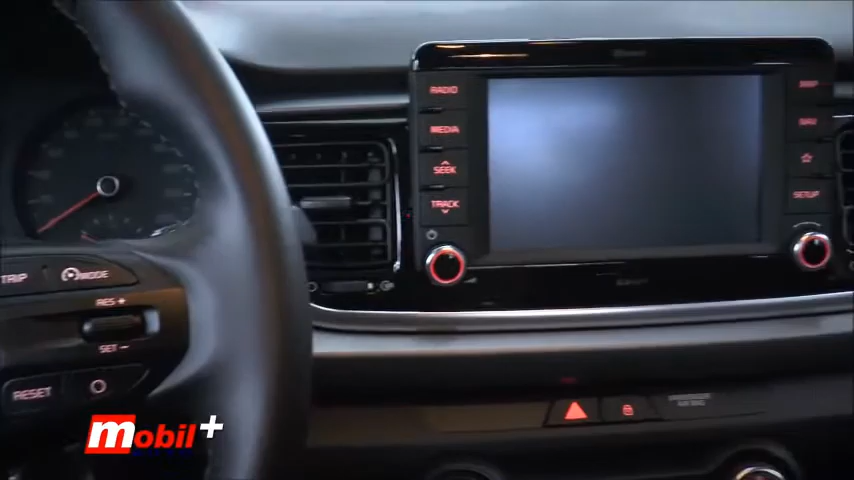 RADIO
MEDIA
SEEK
TRACK
MAP
NAV
SETUP
TRIP
MODE
RES +
SET -
RESET
Mobil+